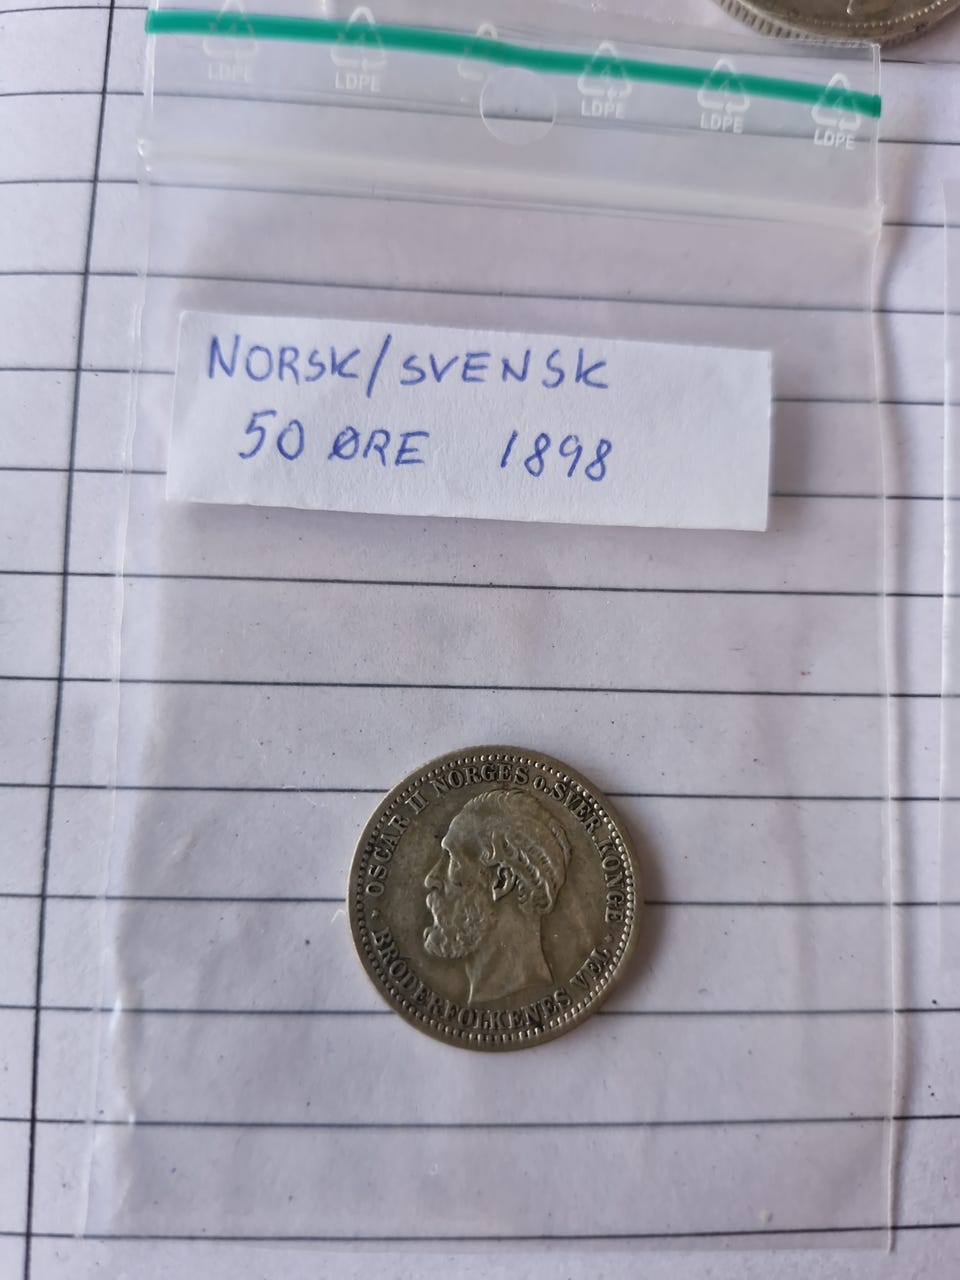 LDPE LDPE LDPE LDPE LDPE
NORSK/SVENSK
50 ØRE 1898
OSCAR II NORGES o. SVER. KONGE
BRODERFOLKENES VEL